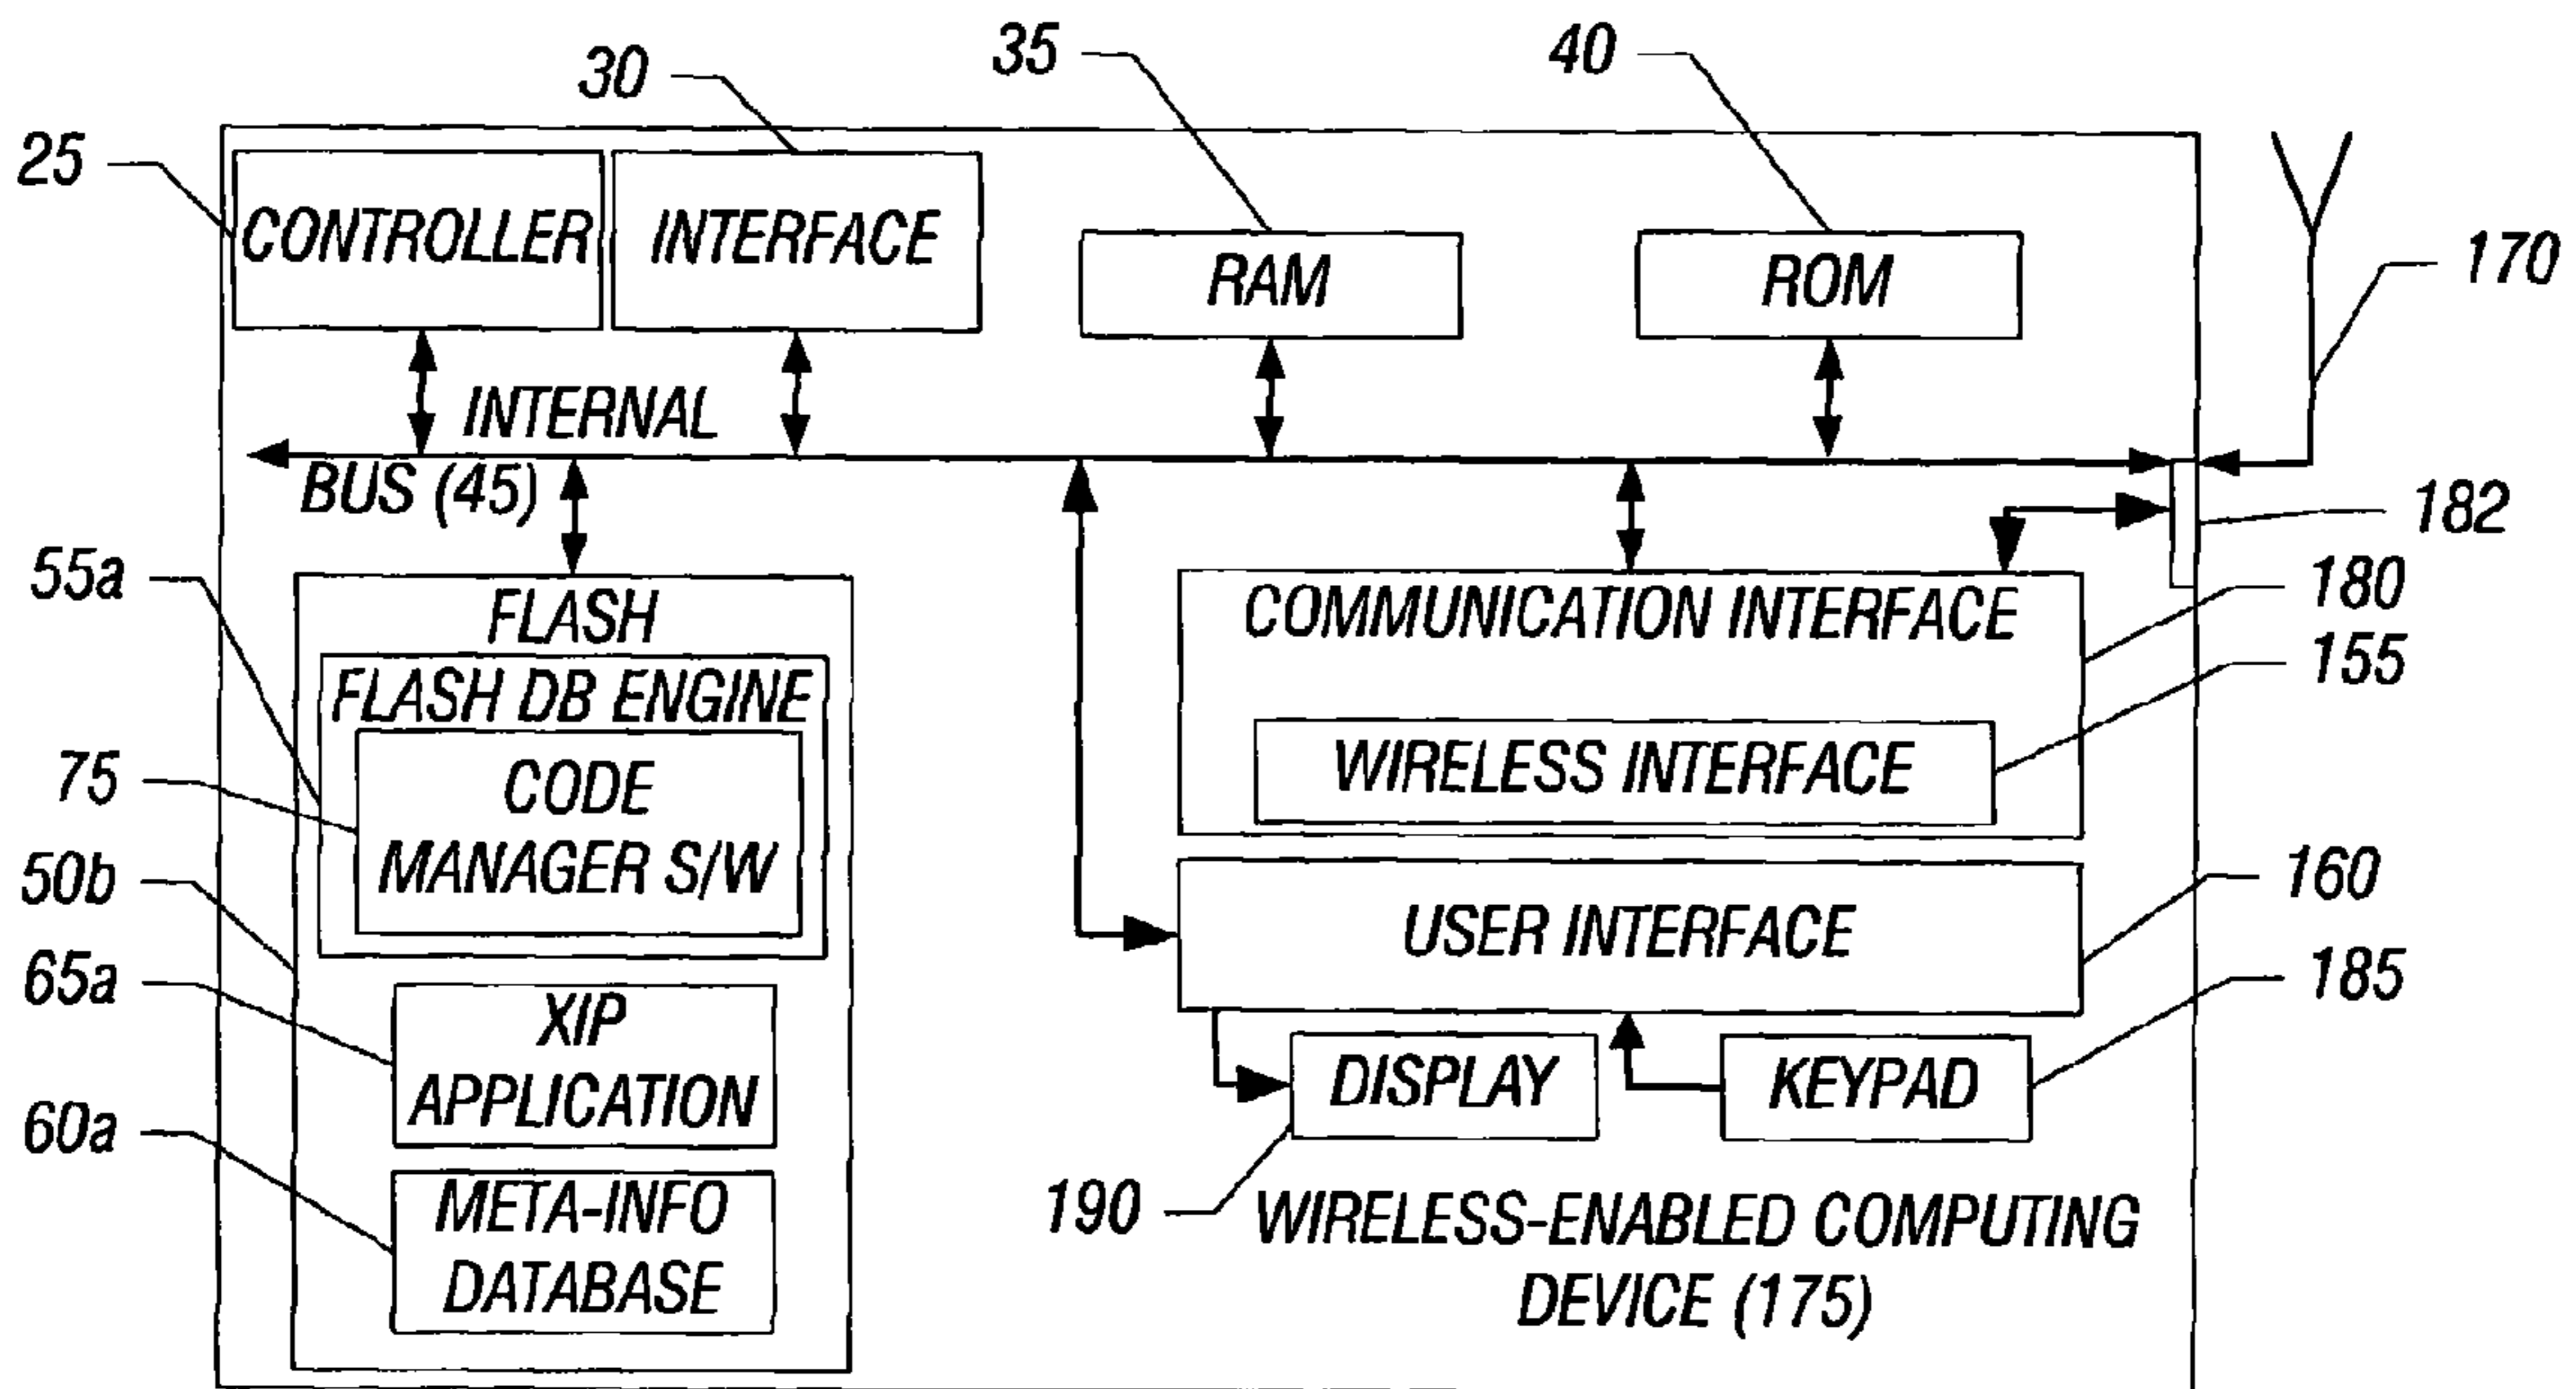 35
40
30
25
CONTROLLER
INTERFACE
RAM
ROM
170
INTERNAL
BUS (45)
182
55a
FLASH
COMMUNICATION INTERFACE
180
FLASH DB ENGINE
155
75
CODE
MANAGER S/W
WIRELESS INTERFACE
50b
160
USER INTERFACE
65a
XIP
APPLICATION
185
DISPLAY
KEYPAD
60a
META-INFO
DATABASE
190
WIRELESS-ENABLED COMPUTING
DEVICE (175)